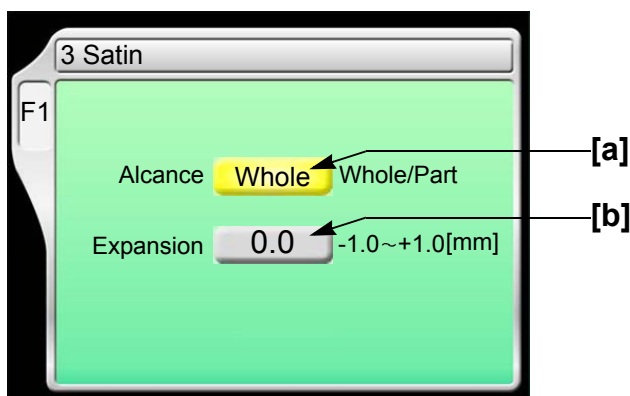 3 Satin
F1
[a]
Alcance Whole Whole/Part
[b]
Expansion 0.0 -1.0~+1.0[mm]